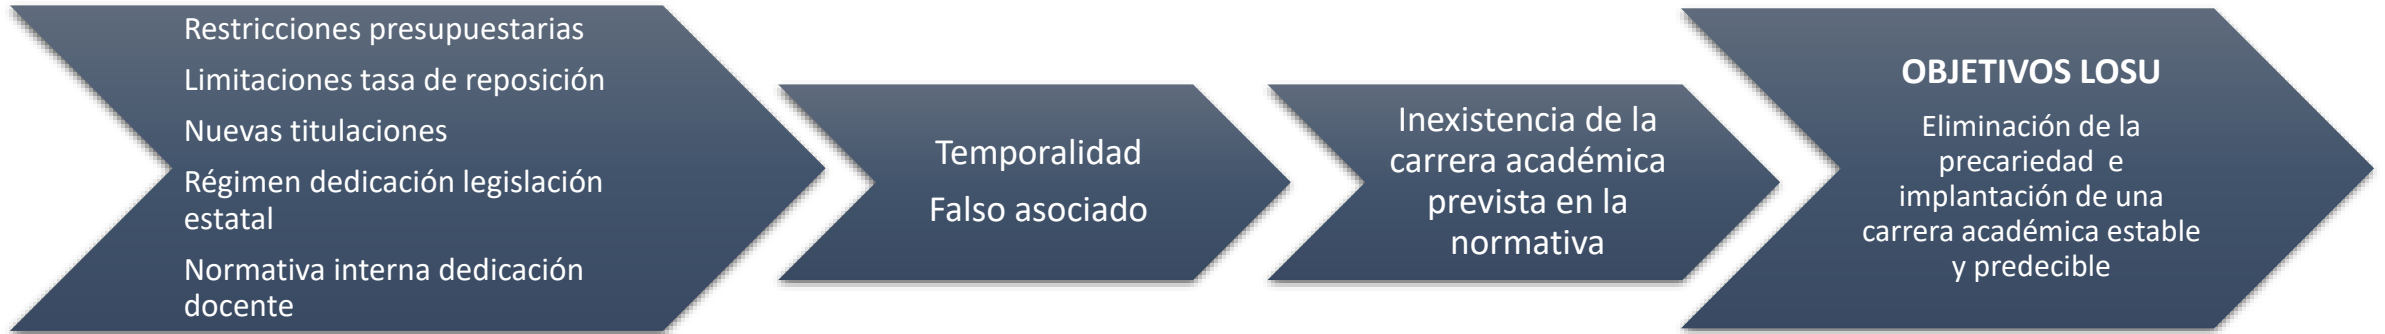 Restricciones presupuestarias
Limitaciones tasa de reposición
Nuevas titulaciones
Régimen dedicación legislación
estatal
Normativa interna dedicación
docente
Temporalidad
Falso asociado
Inexistencia de la
carrera académica
prevista en la
normativa
OBJETIVOS LOSU
Eliminación de la
precariedad e
implantación de una
carrera académica estable
y predecible